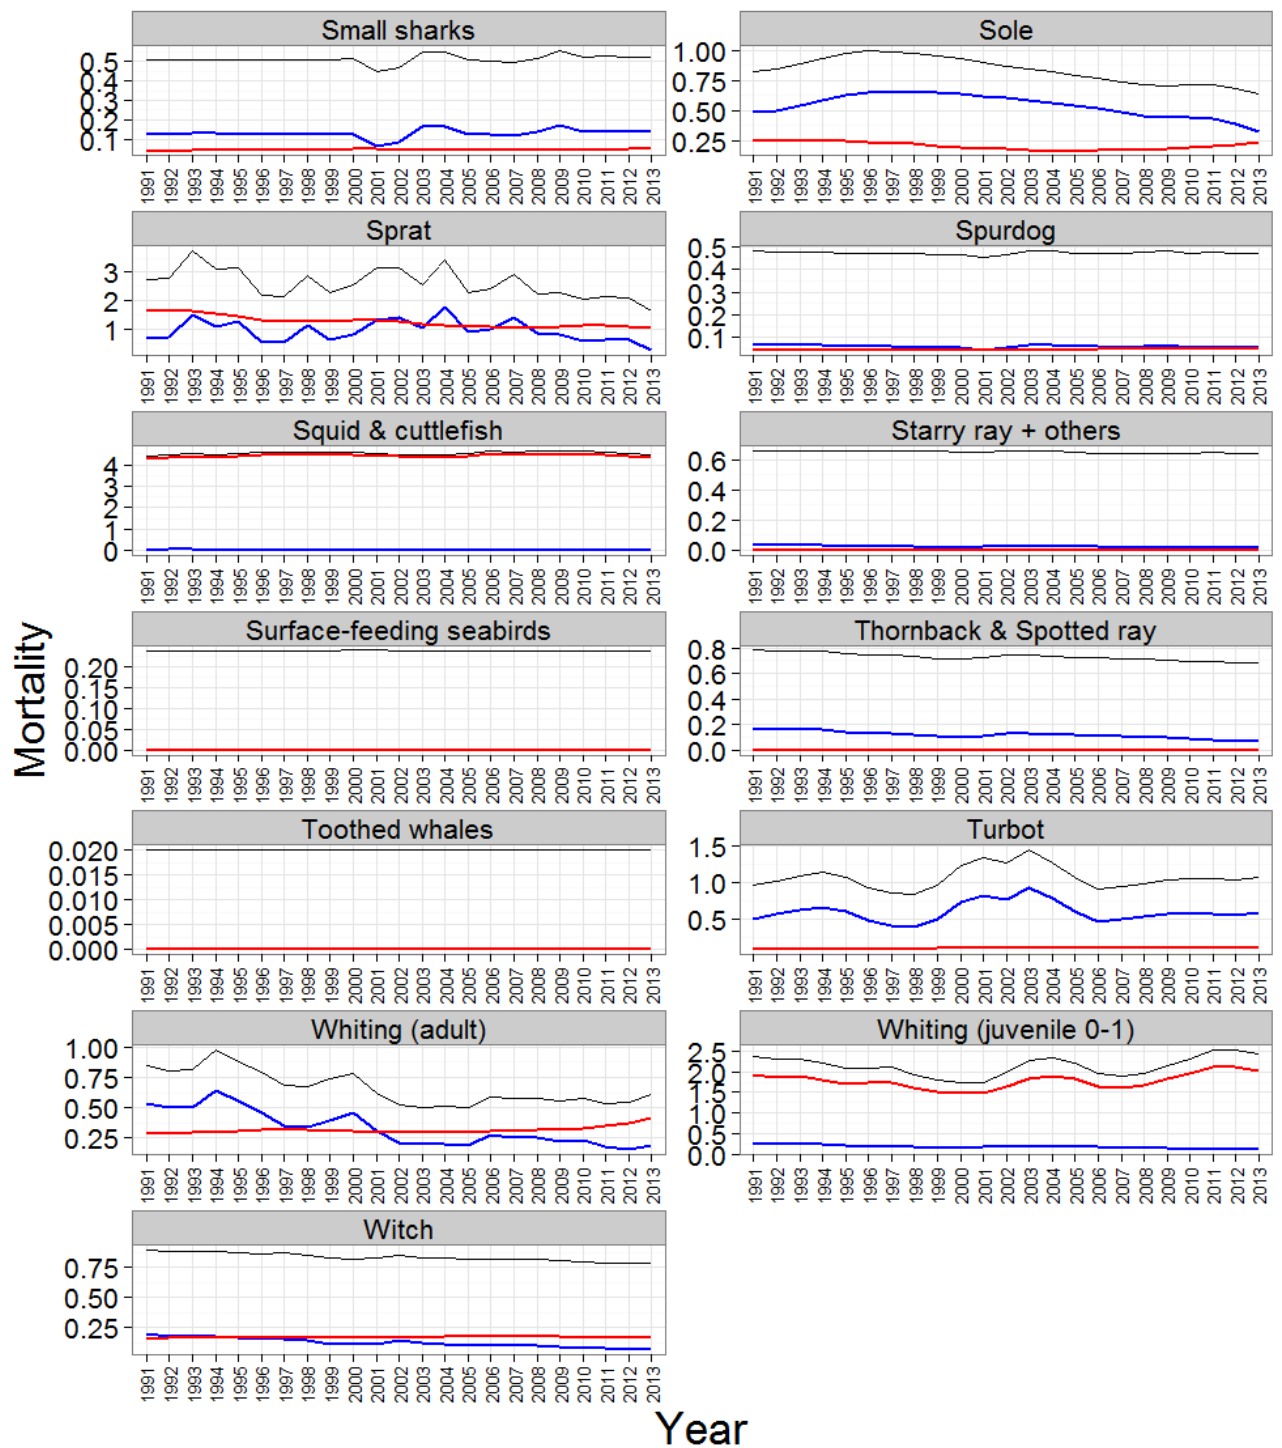 Small sharks
Sole
0.5
0.4
0.3
0.2
0.1
1.00
0.75
0.50
0.25
1991 1992 1993 1994 1995 1996 1997 1998 1999 2000 2001 2002 2003 2004 2005 2006 2007 2008 2009 2010 2011 2012 2013
1991 1992 1993 1994 1995 1996 1997 1998 1999 2000 2001 2002 2003 2004 2005 2006 2007 2008 2009 2010 2011 2012 2013
Sprat
Spurdog
3
2
1
0.5
0.4
0.3
0.2
0.1
1991 1992 1993 1994 1995 1996 1997 1998 1999 2000 2001 2002 2003 2004 2005 2006 2007 2008 2009 2010 2011 2012 2013
1991 1992 1993 1994 1995 1996 1997 1998 1999 2000 2001 2002 2003 2004 2005 2006 2007 2008 2009 2010 2011 2012 2013
Squid & cuttlefish
Starry ray + others
4
3
2
1
0
0.6
0.4
0.2
0.0
1991 1992 1993 1994 1995 1996 1997 1998 1999 2000 2001 2002 2003 2004 2005 2006 2007 2008 2009 2010 2011 2012 2013
1991 1992 1993 1994 1995 1996 1997 1998 1999 2000 2001 2002 2003 2004 2005 2006 2007 2008 2009 2010 2011 2012 2013
Mortality
Surface-feeding seabirds
Thornback & Spotted ray
0.20
0.15
0.10
0.05
0.00
0.8
0.6
0.4
0.2
0.0
1991 1992 1993 1994 1995 1996 1997 1998 1999 2000 2001 2002 2003 2004 2005 2006 2007 2008 2009 2010 2011 2012 2013
1991 1992 1993 1994 1995 1996 1997 1998 1999 2000 2001 2002 2003 2004 2005 2006 2007 2008 2009 2010 2011 2012 2013
Toothed whales
Turbot
0.020
0.015
0.010
0.005
0.000
1.5
1.0
0.5
1991 1992 1993 1994 1995 1996 1997 1998 1999 2000 2001 2002 2003 2004 2005 2006 2007 2008 2009 2010 2011 2012 2013
1991 1992 1993 1994 1995 1996 1997 1998 1999 2000 2001 2002 2003 2004 2005 2006 2007 2008 2009 2010 2011 2012 2013
Whiting (adult)
Whiting (juvenile 0-1)
1.00
0.75
0.50
0.25
2.5
2.0
1.5
1.0
0.5
0.0
1991 1992 1993 1994 1995 1996 1997 1998 1999 2000 2001 2002 2003 2004 2005 2006 2007 2008 2009 2010 2011 2012 2013
1991 1992 1993 1994 1995 1996 1997 1998 1999 2000 2001 2002 2003 2004 2005 2006 2007 2008 2009 2010 2011 2012 2013
Witch
0.75
0.50
0.25
1991 1992 1993 1994 1995 1996 1997 1998 1999 2000 2001 2002 2003 2004 2005 2006 2007 2008 2009 2010 2011 2012 2013
Year